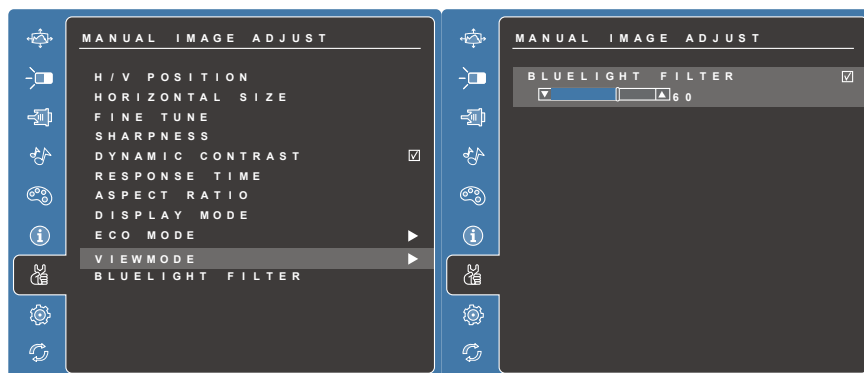 MANUAL IMAGE ADJUST
H/V POSITION
HORIZONTAL SIZE
FINE TUNE
SHARPNESS
DYNAMIC CONTRAST
RESPONSE TIME
ASPECT RATIO
DISPLAY MODE
ECO MODE
VIEWMODE
BLUELIGHT FILTER
MANUAL IMAGE ADJUST
BLUELIGHT FILTER
60